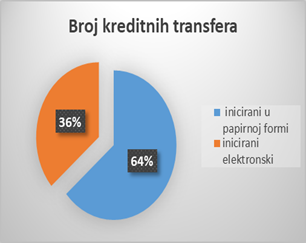 Broj kreditnih transfera
36%
64%
inicirani u
papirnoj formi
inicirani
elektronski